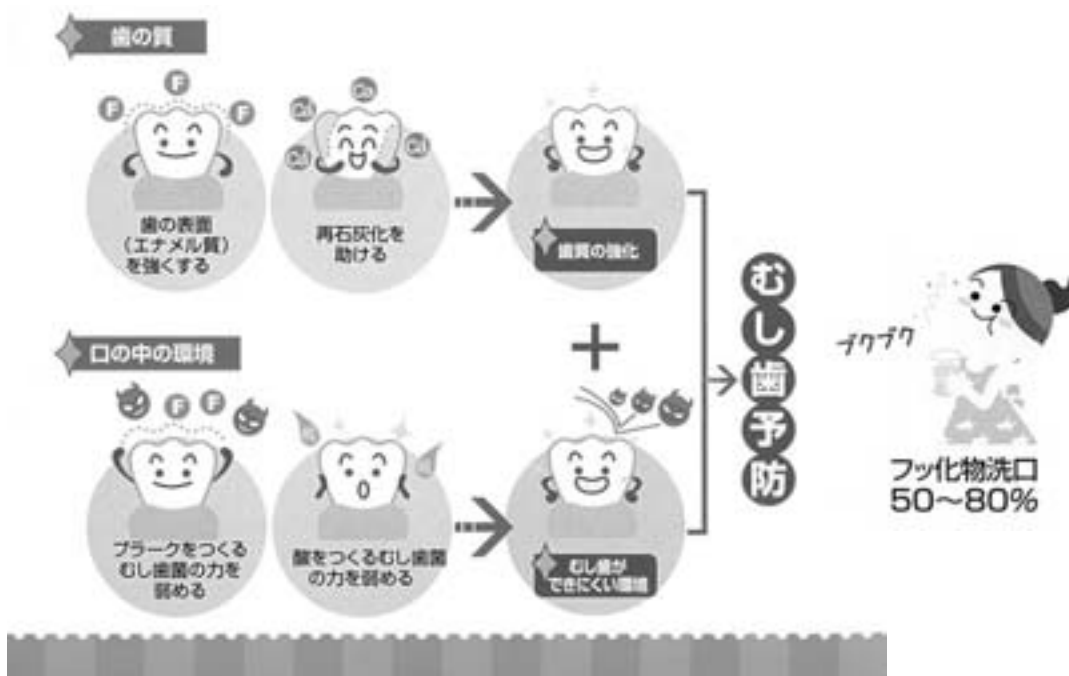 歯の質
F
F
F
Ca
Ca
Ca
Ca
歯の表面
（エナメル質）
を強くする
再石灰化を
助ける
歯質の強化
+
口の中の環境
F
F
プラークをつくる
むし歯菌の力を
弱める
酸をつくるむし歯菌
の力を弱める
むし歯が
できにくい環境
むし歯予防
ブクブク
フッ化物洗口
50～80%